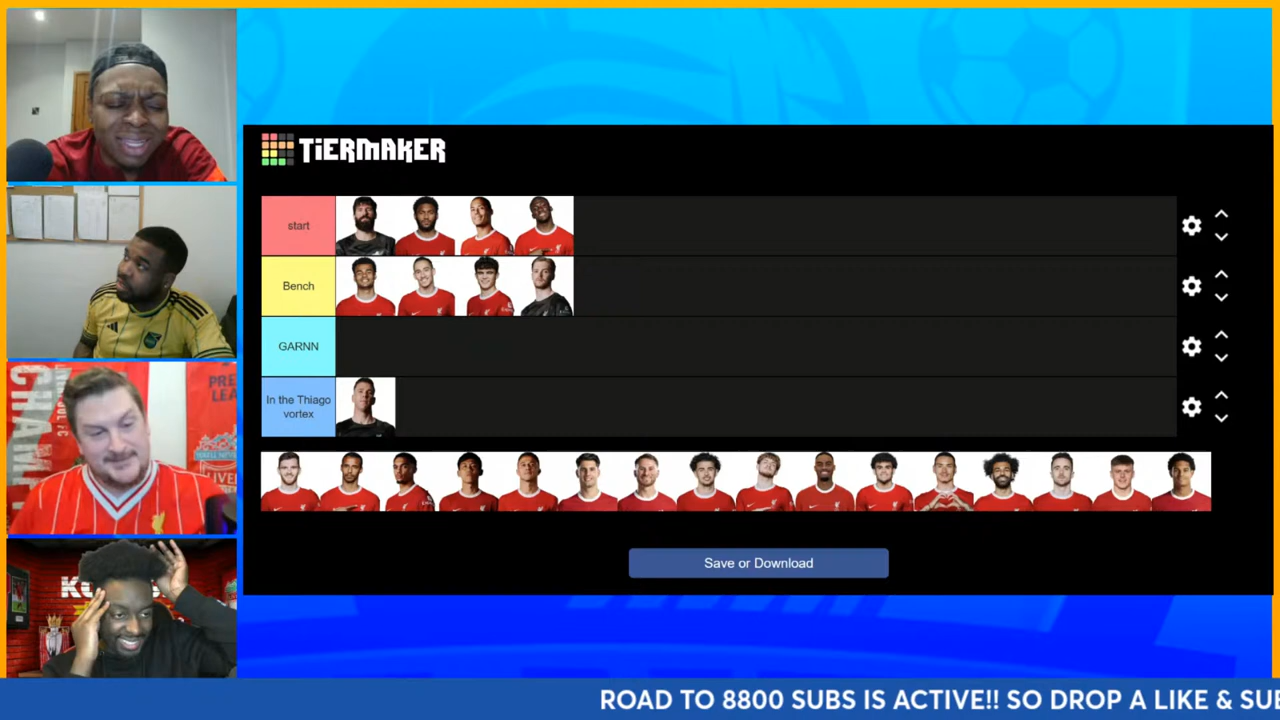 TiERMAKER
start
Bench
GARNN
In the Thiago
vortex
Save or Download
ROAD TO 8800 SUBS IS ACTIVE!! SO DROP A LIKE & SUB